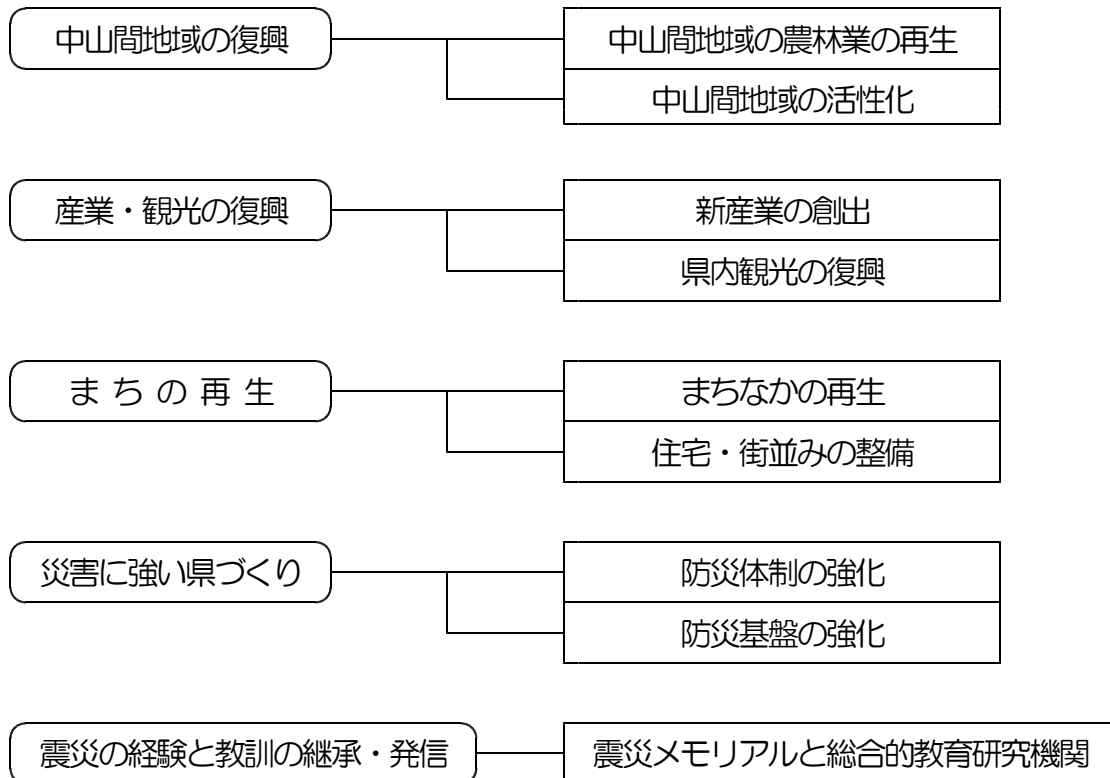 中山間地域の復興
中山間地域の農林業の再生
中山間地域の活性化
産業・観光の復興
新産業の創出
県内観光の復興
まちの再生
まちなかの再生
住宅・街並みの整備
災害に強い県づくり
防災体制の強化
防災基盤の強化
震災の経験と教訓の継承・発信
震災メモリアルと総合的教育研究機関